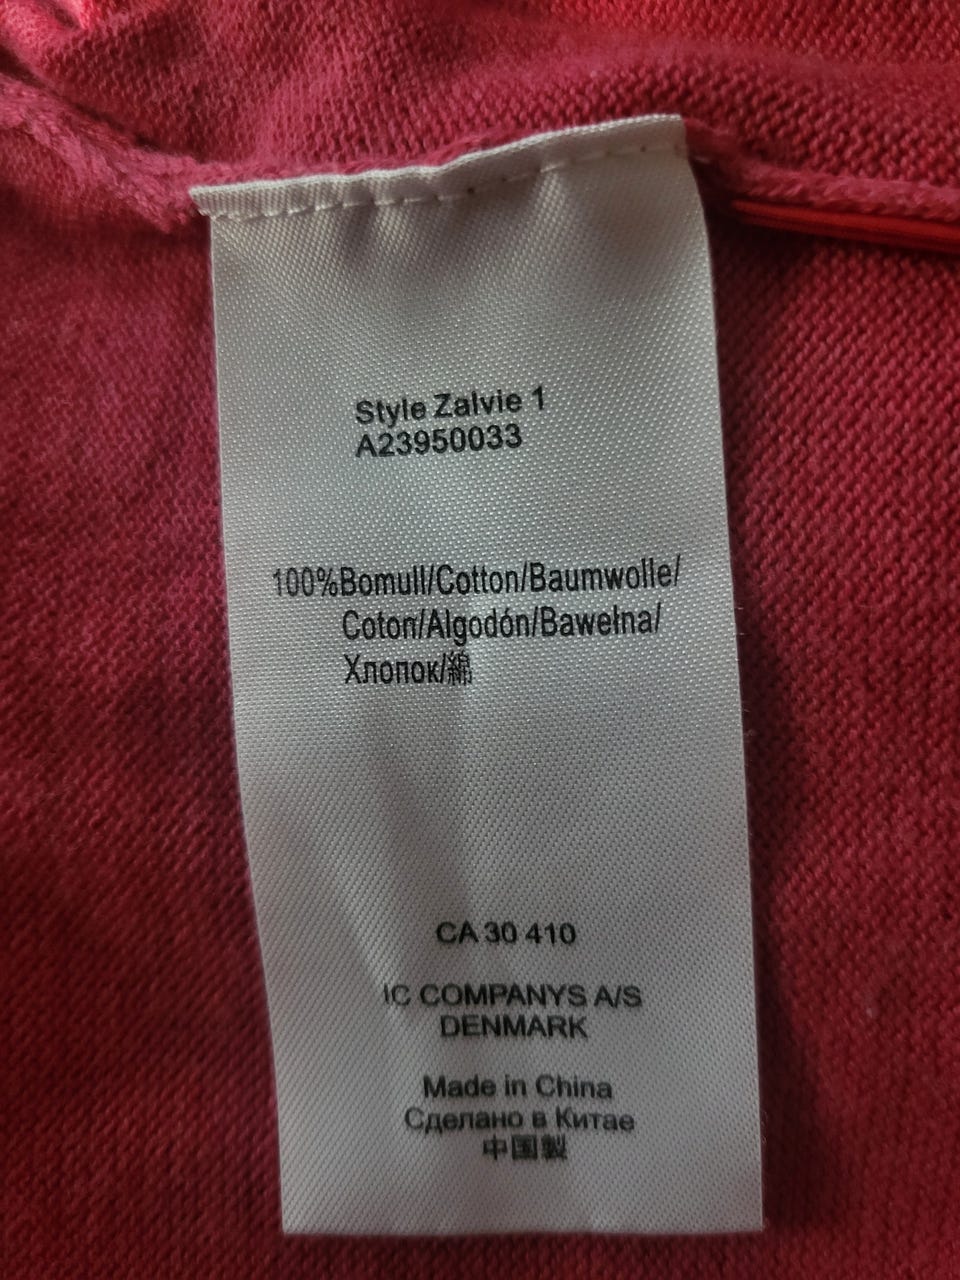 Style Zalvie 1
A23950033
100%Bomull/Cotton/Baumwolle/
Coton/Algodón/Bawełna/
Хлопок/綿
CA 30 410
IC COMPANYS A/S
DENMARK
Made in China
Сделано в Китае
中国製